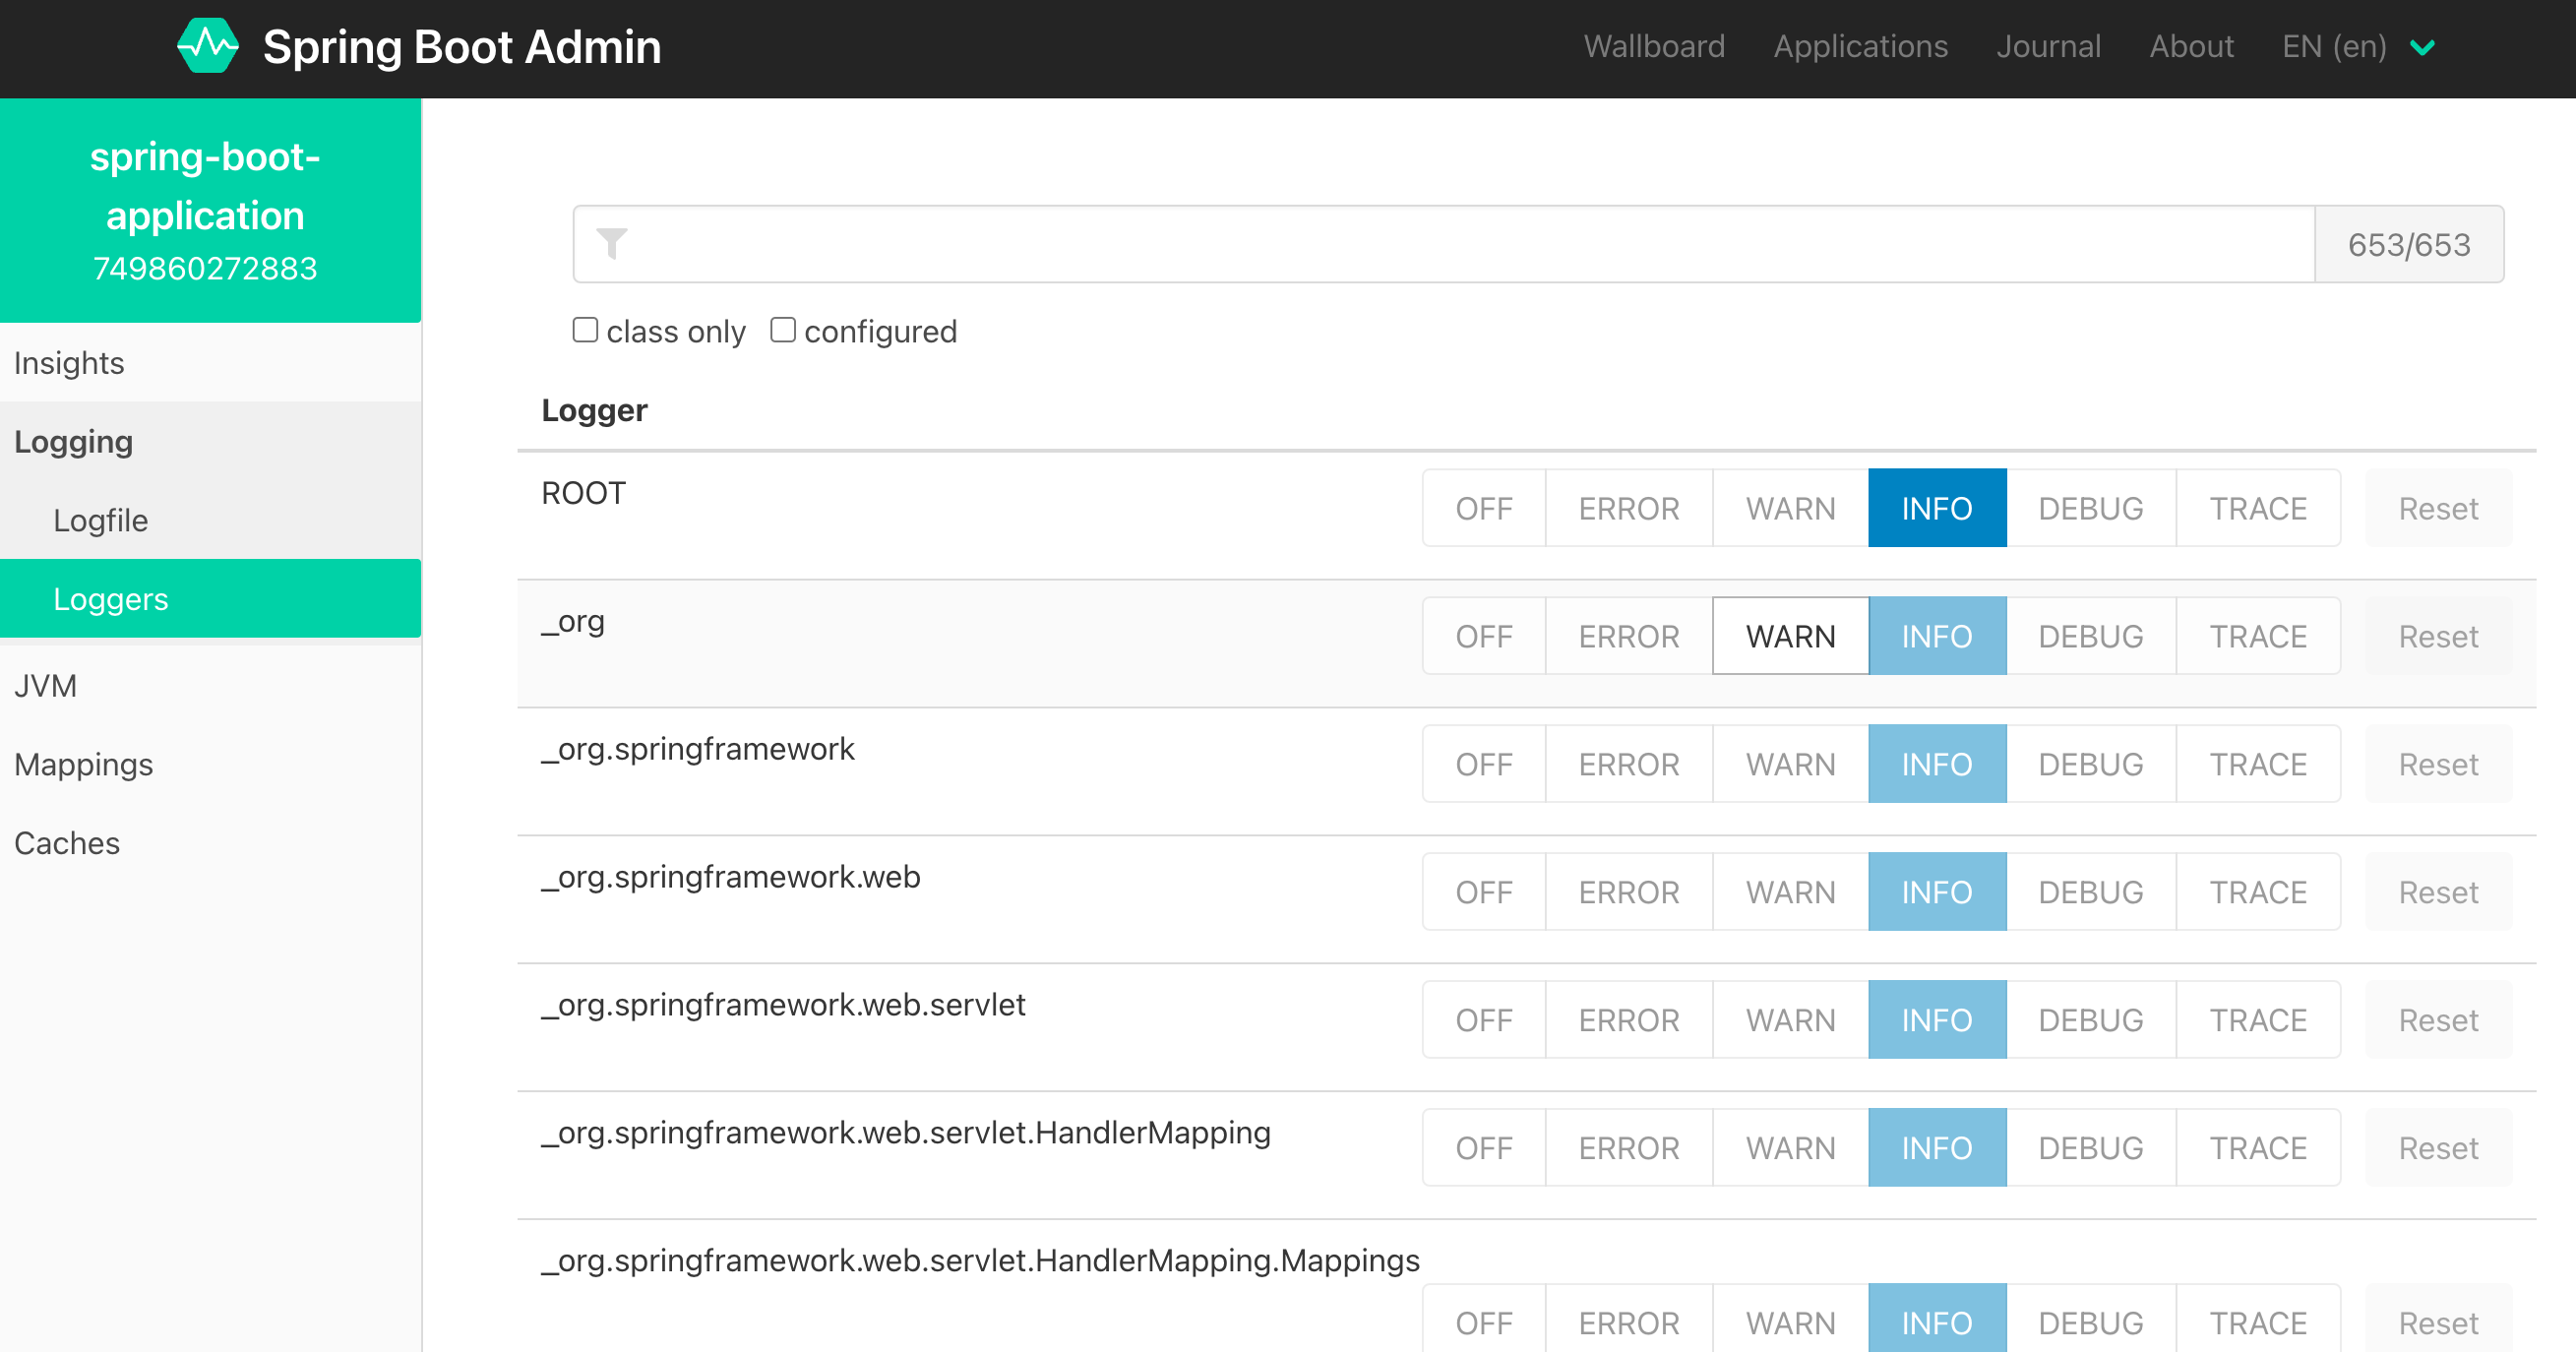 Spring Boot Admin
Wallboard Applications Journal About EN (en)
spring-boot-
application
749860272883
Insights
Logging
Logfile
Loggers
JVM
Mappings
Caches
653/653
class only configured
Logger
ROOT OFF ERROR WARN INFO DEBUG TRACE Reset
_org OFF ERROR WARN INFO DEBUG TRACE Reset
_org.springframework OFF ERROR WARN INFO DEBUG TRACE Reset
_org.springframework.web OFF ERROR WARN INFO DEBUG TRACE Reset
_org.springframework.web.servlet OFF ERROR WARN INFO DEBUG TRACE Reset
_org.springframework.web.servlet.HandlerMapping OFF ERROR WARN INFO DEBUG TRACE Reset
_org.springframework.web.servlet.HandlerMapping.Mappings
OFF ERROR WARN INFO DEBUG TRACE Reset